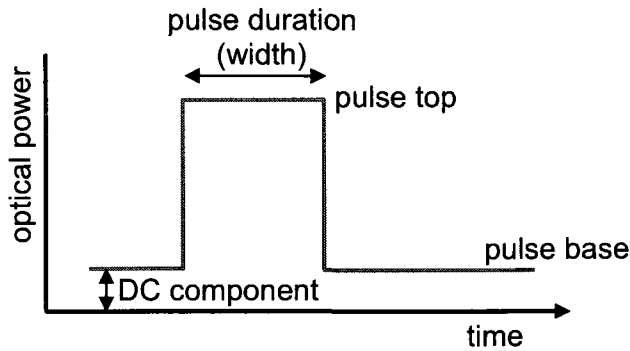 pulse duration
(width)
pulse top
optical power
pulse base
DC component
time